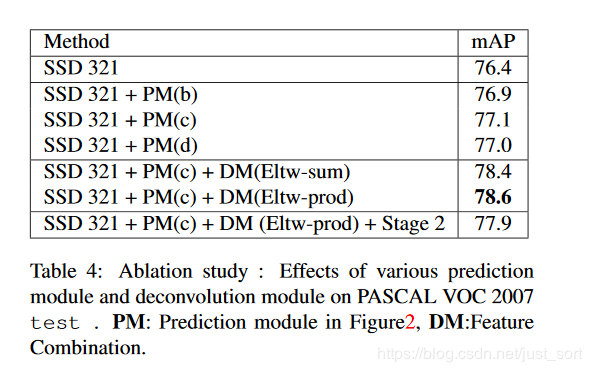 Method mAP
SSD 321 76.4
SSD 321 + PM(b) 76.9
SSD 321 + PM(c) 77.1
SSD 321 + PM(d) 77.0
SSD 321 + PM(c) + DM(Eltw-sum) 78.4
SSD 321 + PM(c) + DM(Eltw-prod) 78.6
SSD 321 + PM(c) + DM (Eltw-prod) + Stage 2 77.9
Table 4: Ablation study : Effects of various prediction
module and deconvolution module on PASCAL VOC 2007
test . PM: Prediction module in Figure2, DM:Feature
Combination.
https://blog.csdn.net/just_sort